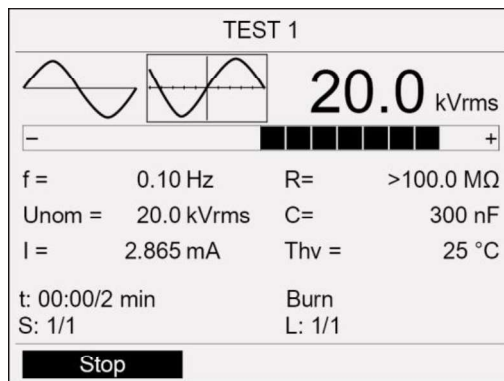 TEST 1
20.0 kVrms
– +
f = 0.10 Hz R= >100.0 MΩ
Unom = 20.0 kVrms C= 300 nF
I = 2.865 mA Thv = 25 °C
t: 00:00/2 min Burn
S: 1/1 L: 1/1
Stop